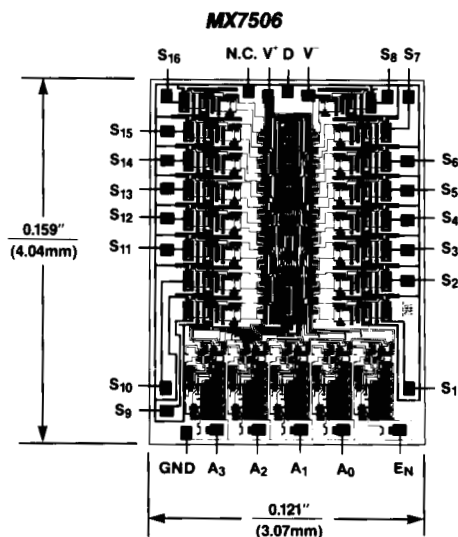 MX7506
S16 N.C. V+ D V− S8 S7
S15
S14 S6
S13 S5
S12 S4
S11 S3
0.159"
(4.04mm)
S2
S10 S1
S9
GND A3 A2 A1 A0 EN
0.121"
(3.07mm)